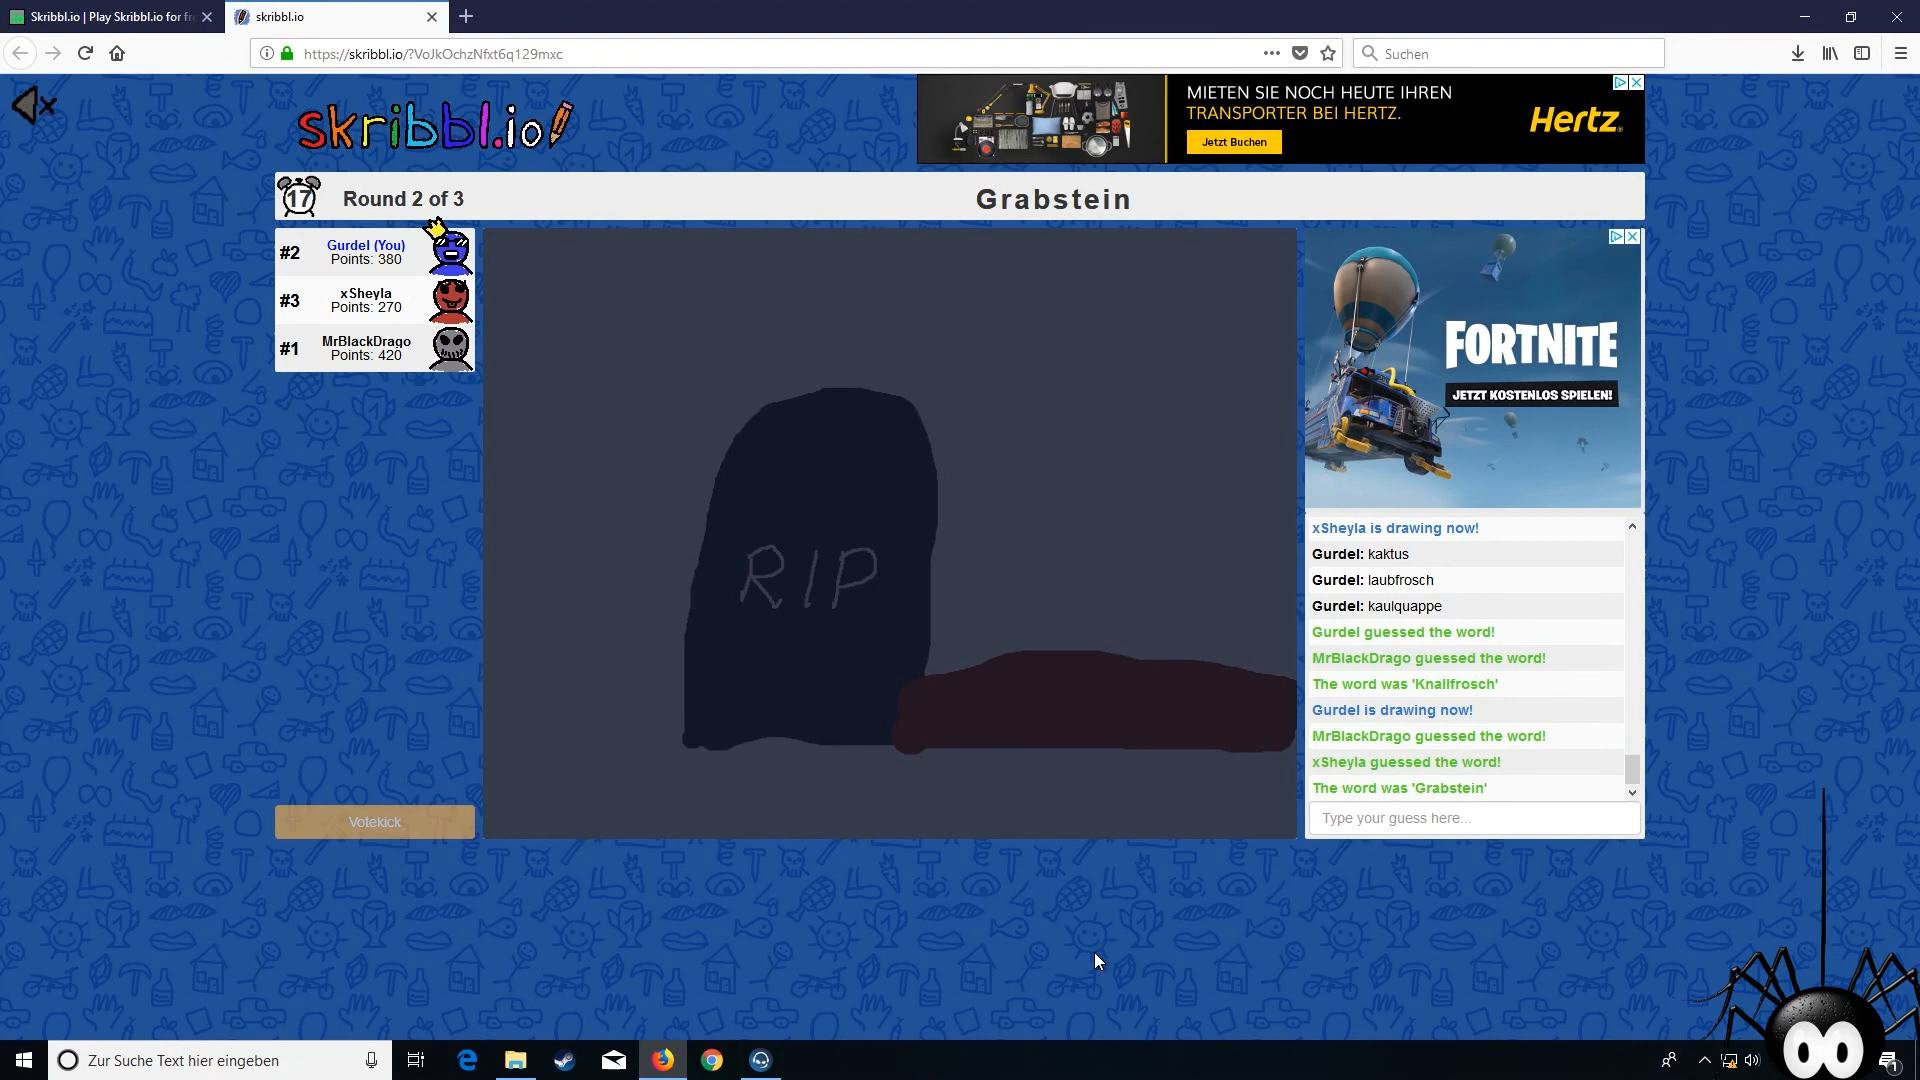 Skribbl.io | Play Skribbl.io for fr
skribbl.io
https://skribbl.io/?VoJkOchzNfxt6q129mxc
Suchen
skribbl.io
MIETEN SIE NOCH HEUTE IHREN
TRANSPORTER BEI HERTZ.
Jetzt Buchen
Hertz.
17
Round 2 of 3
Grabstein
#2
Gurdel (You)
Points: 380
#3
xSheyla
Points: 270
#1
MrBlackDrago
Points: 420
Votekick
RIP
FORTNITE
JETZT KOSTENLOS SPIELEN!
xSheyla is drawing now!
Gurdel: kaktus
Gurdel: laubfrosch
Gurdel: kaulquappe
Gurdel guessed the word!
MrBlackDrago guessed the word!
The word was 'Knallfrosch'
Gurdel is drawing now!
MrBlackDrago guessed the word!
xSheyla guessed the word!
The word was 'Grabstein'
Type your guess here...
Zur Suche Text hier eingeben
1